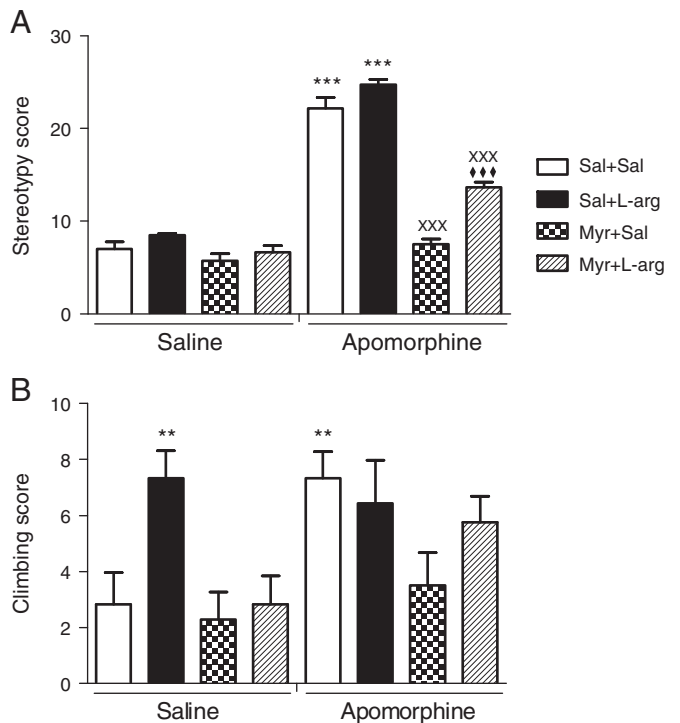 A
30
20
10
0
Stereotypy score
***
***
XXX
XXX
♦♦♦
Saline
Apomorphine
Sal+Sal
Sal+L-arg
Myr+Sal
Myr+L-arg
B
10
8
6
4
2
0
Climbing score
**
**
Saline
Apomorphine